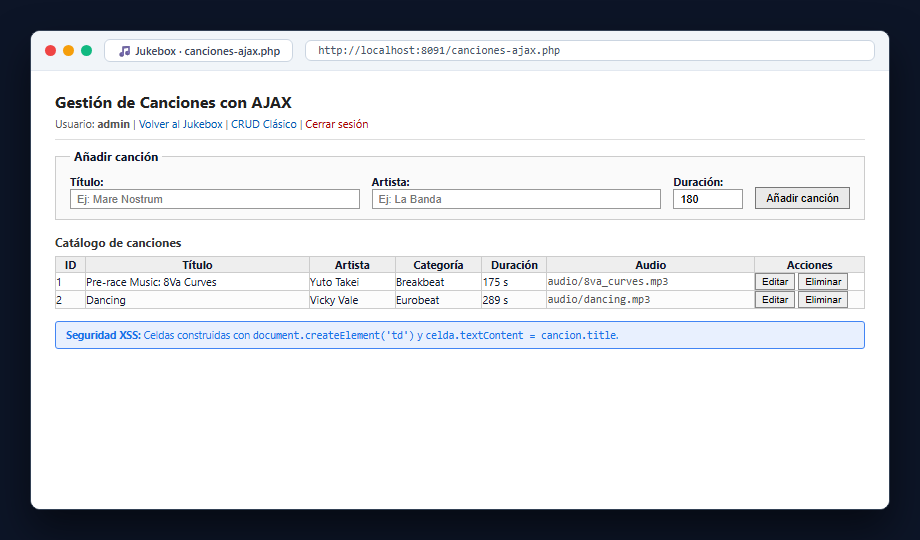 Jukebox · canciones-ajax.php
http://localhost:8091/canciones-ajax.php
Gestión de Canciones con AJAX
Usuario: admin | Volver al Jukebox | CRUD Clásico | Cerrar sesión
Añadir canción
Título: Artista: Duración:
Ej: Mare Nostrum Ej: La Banda 180 Añadir canción
Catálogo de canciones
ID Título Artista Categoría Duración Audio Acciones
1 Pre-race Music: 8Va Curves Yuto Takei Breakbeat 175 s audio/8va_curves.mp3 Editar Eliminar
2 Dancing Vicky Vale Eurobeat 289 s audio/dancing.mp3 Editar Eliminar
Seguridad XSS: Celdas construidas con document.createElement('td') y celda.textContent = cancion.title.